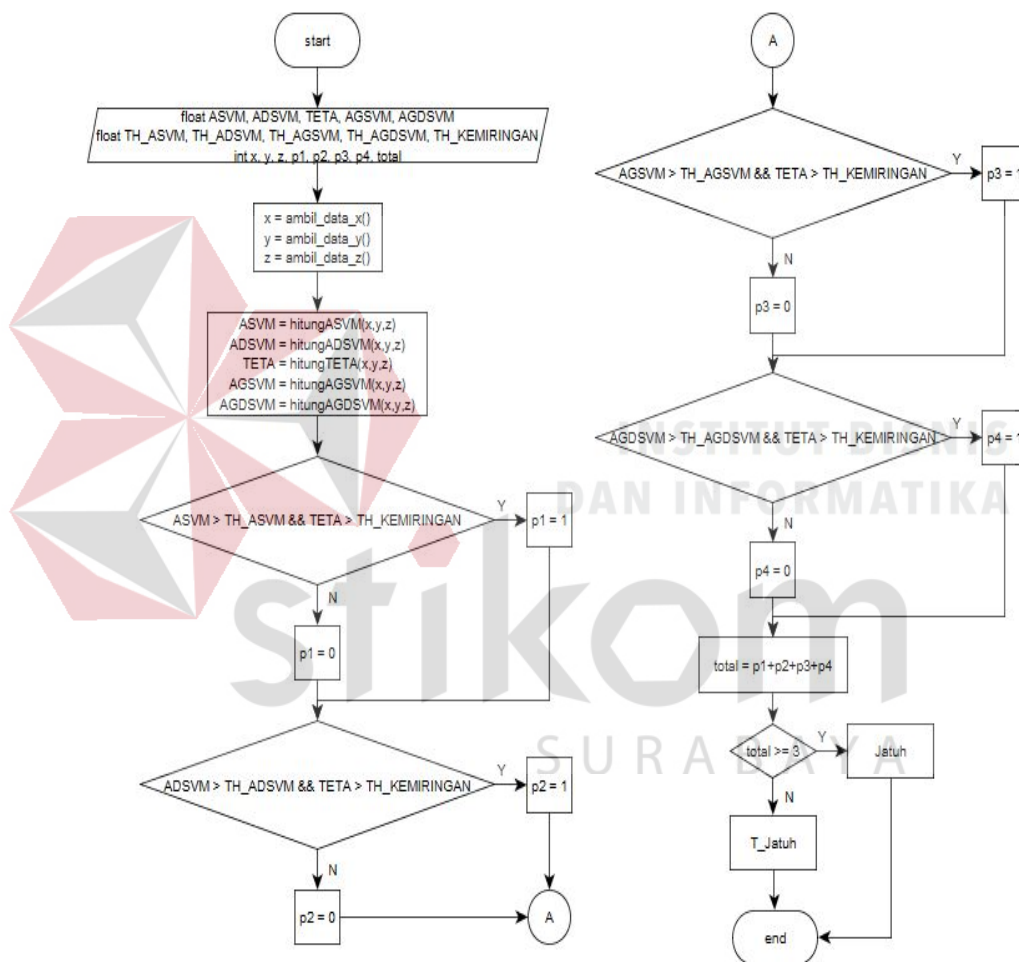 start
float ASVM, ADSVM, TETA, AGSVM, AGDSVM
float TH_ASVM, TH_ADSVM, TH_AGSVM, TH_AGDSVM, TH_KEMIRINGAN
int x, y, z, p1, p2, p3, p4, total
x = ambil_data_x()
y = ambil_data_y()
z = ambil_data_z()
ASVM = hitungASVM(x,y,z)
ADSVM = hitungADSVM(x,y,z)
TETA = hitungTETA(x,y,z)
AGSVM = hitungAGSVM(x,y,z)
AGDSVM = hitungAGDSVM(x,y,z)
ASVM > TH_ASVM && TETA > TH_KEMIRINGAN
Y
p1 = 1
N
p1 = 0
ADSVM > TH_ADSVM && TETA > TH_KEMIRINGAN
Y
p2 = 1
N
p2 = 0
A
A
AGSVM > TH_AGSVM && TETA > TH_KEMIRINGAN
Y
p3 = 1
N
p3 = 0
AGDSVM > TH_AGDSVM && TETA > TH_KEMIRINGAN
Y
p4 = 1
N
p4 = 0
total = p1+p2+p3+p4
total >= 3
Y
Jatuh
N
T_Jatuh
end
INSTITUT BISNIS
DAN INFORMATIKA
stikom
SURABAYA